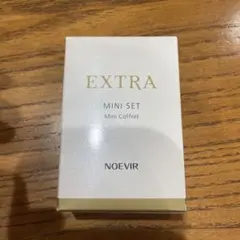 EXTRA
MINI SET
Mini Coffret
NOEVIR